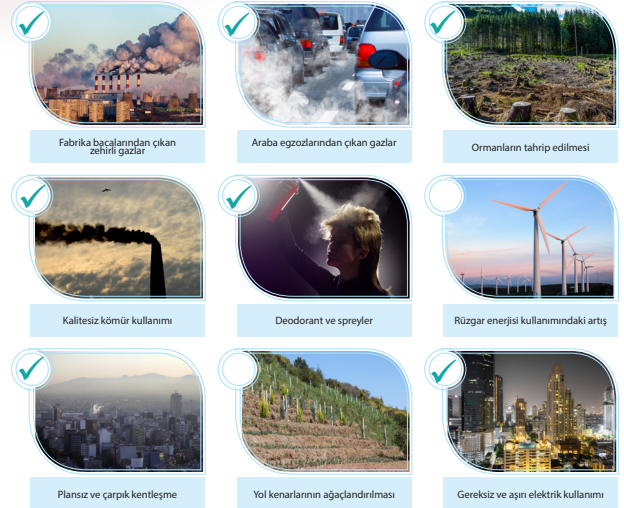 Fabrika bacalarından çıkan
zehirli gazlar
Araba egzozlarından çıkan gazlar
Ormanların tahrip edilmesi
Kalitesiz kömür kullanımı
Deodorant ve spreyler
Rüzgar enerjisi kullanımındaki artış
Plansız ve çarpık kentleşme
Yol kenarlarının ağaçlandırılması
Gereksiz ve aşırı elektrik kullanımı